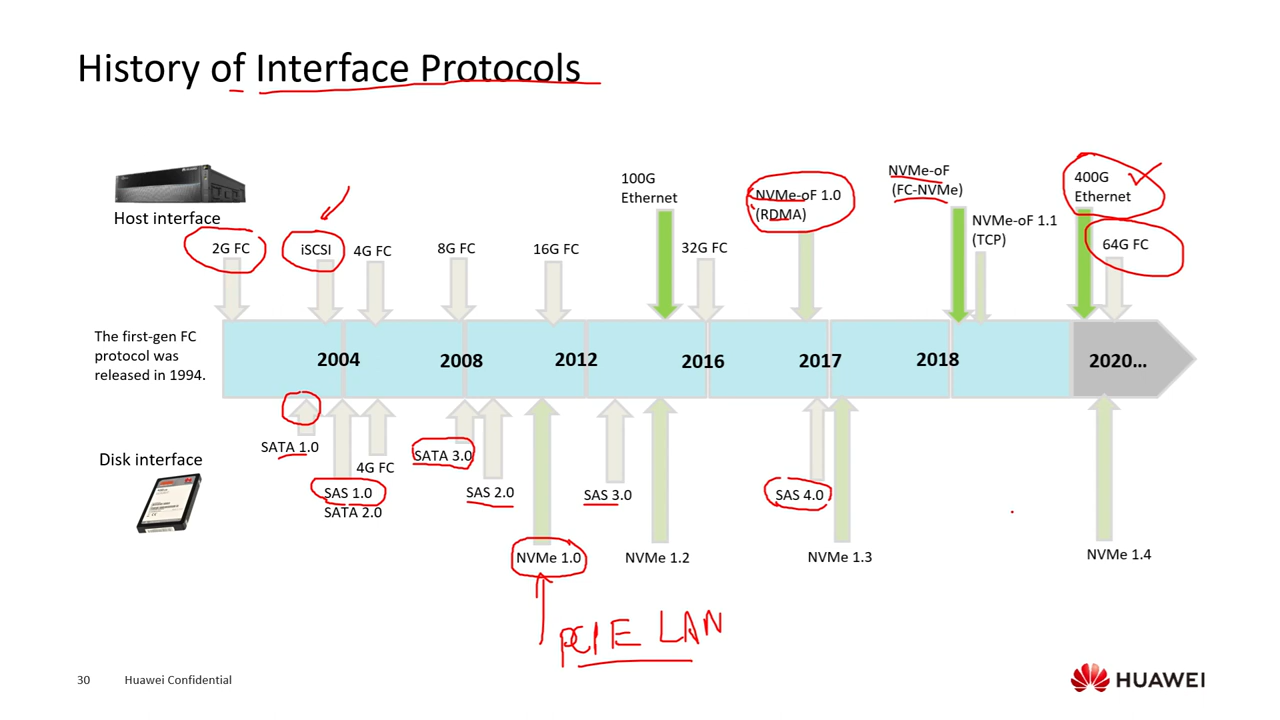 History of Interface Protocols
Host interface
2G FC
iSCSI
4G FC
8G FC
16G FC
100G
Ethernet
32G FC
NVMe-oF 1.0
(RDMA)
NVMe-oF
(FC-NVMe)
NVMe-oF 1.1
(TCP)
400G
Ethernet
64G FC
The first-gen FC
protocol was
released in 1994.
2004
2008
2012
2016
2017
2018
2020...
Disk interface
SATA 1.0
SAS 1.0
SATA 2.0
4G FC
SATA 3.0
SAS 2.0
NVMe 1.0
SAS 3.0
NVMe 1.2
SAS 4.0
NVMe 1.3
NVMe 1.4
PCIE LAN
30
Huawei Confidential
HUAWEI